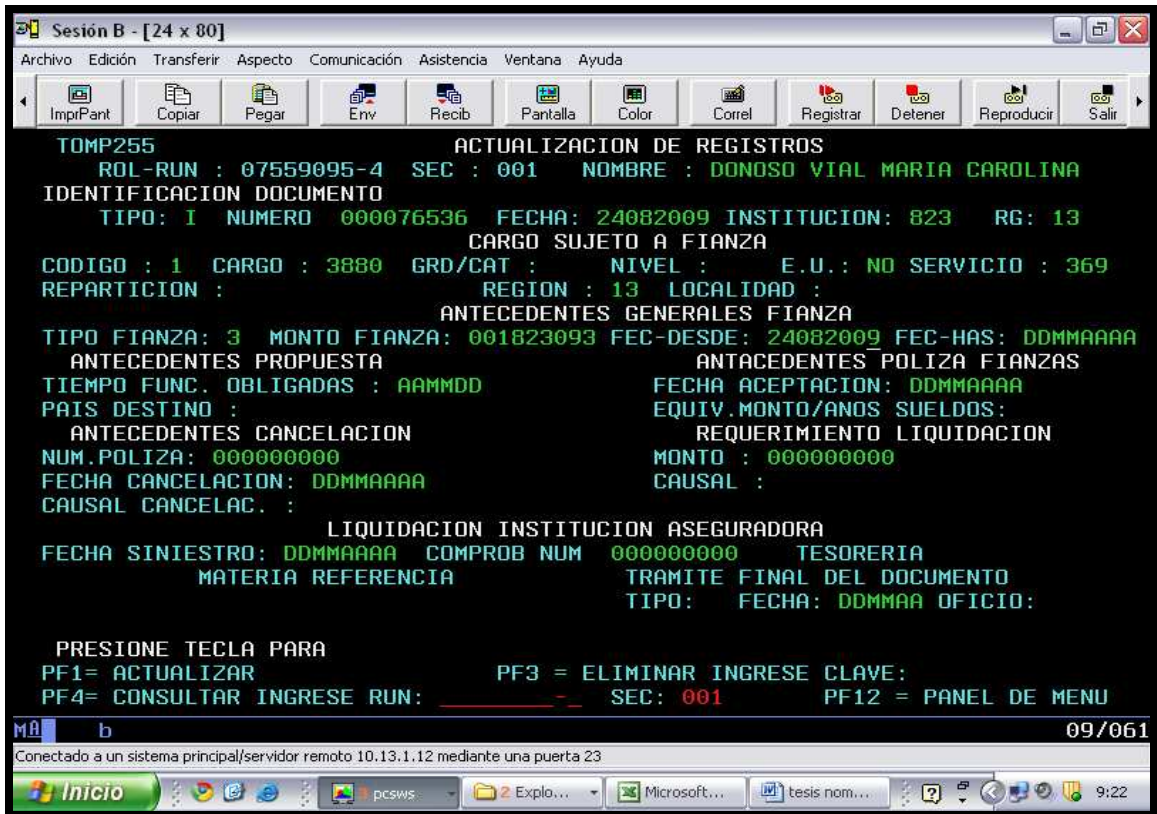 Sesión B - [24 x 80]
Archivo Edición Transferir Aspecto Comunicación Asistencia Ventana Ayuda
ImprPant Copiar Pegar Env Recib Pantalla Color Correl Registrar Detener Reproducir Salir
TOMP255 ACTUALIZACION DE REGISTROS
ROL-RUN : 07559095-4 SEC : 001 NOMBRE : DONOSO VIAL MARIA CAROLINA
IDENTIFICACION DOCUMENTO
TIPO: I NUMERO 000076536 FECHA: 24082009 INSTITUCION: 823 RG: 13
CARGO SUJETO A FIANZA
CODIGO : 1 CARGO : 3880 GRD/CAT : NIVEL : E.U.: NO SERVICIO : 369
REPARTICION : REGION : 13 LOCALIDAD :
ANTECEDENTES GENERALES FIANZA
TIPO FIANZA: 3 MONTO FIANZA: 001823093 FEC-DESDE: 24082009 FEC-HAS: DDMMAAAA
ANTECEDENTES PROPUESTA ANTACEDENTES POLIZA FIANZAS
TIEMPO FUNC. OBLIGADAS : AAMMDD FECHA ACEPTACION: DDMMAAAA
PAIS DESTINO : EQUIV.MONTO/ANOS SUELDOS:
ANTECEDENTES CANCELACION REQUERIMIENTO LIQUIDACION
NUM.POLIZA: 000000000 MONTO : 000000000
FECHA CANCELACION: DDMMAAAA CAUSAL :
CAUSAL CANCELAC. :
LIQUIDACION INSTITUCION ASEGURADORA
FECHA SINIESTRO: DDMMAAAA COMPROB NUM 000000000 TESORERIA
MATERIA REFERENCIA TRAMITE FINAL DEL DOCUMENTO
TIPO: FECHA: DDMMAA OFICIO:
PRESIONE TECLA PARA
PF1= ACTUALIZAR PF3 = ELIMINAR INGRESE CLAVE:
PF4= CONSULTAR INGRESE RUN: _________-_ SEC: 001 PF12 = PANEL DE MENU
MA b 09/061
Conectado a un sistema principal/servidor remoto 10.13.1.12 mediante una puerta 23
Inicio 3 pcsws 2 Explo... Microsoft... tesis nom... 9:22